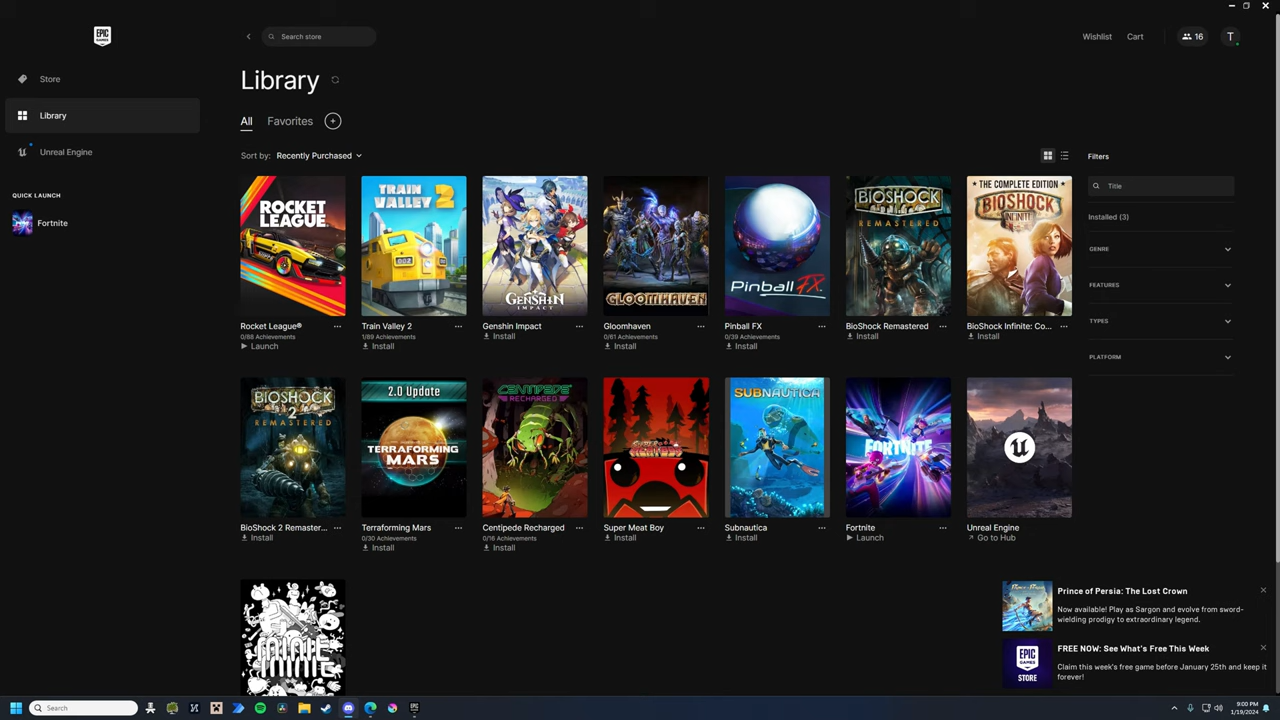 EPIC GAMES
Search store
Wishlist
Cart
16
T
Store
Library
Unreal Engine
QUICK LAUNCH
Fortnite
Library
All
Favorites
Sort by: Recently Purchased
Filters
Title
Installed (3)
GENRE
FEATURES
TYPES
PLATFORM
ROCKET LEAGUE
TRAIN VALLEY 2
002
GENSHIN IMPACT
GLOOMHAVEN
Pinball FX
BIOSHOCK REMASTERED
THE COMPLETE EDITION
BIOSHOCK INFINITE
Rocket League®
0/88 Achievements
Launch
Train Valley 2
1/89 Achievements
Install
Genshin Impact
Install
Gloomhaven
0/61 Achievements
Install
Pinball FX
0/39 Achievements
Install
BioShock Remastered
Install
BioShock Infinite: Co...
Install
BIOSHOCK 2 REMASTERED
2.0 Update
TERRAFORMING MARS
CENTIPEDE RECHARGED
SUBNAUTICA
FORTNITE
BioShock 2 Remaster...
Install
Terraforming Mars
0/30 Achievements
Install
Centipede Recharged
0/16 Achievements
Install
Super Meat Boy
Install
Subnautica
Install
Fortnite
Launch
Unreal Engine
Go to Hub
Prince of Persia: The Lost Crown
Now available! Play as Sargon and evolve from sword-
wielding prodigy to extraordinary legend.
EPIC GAMES STORE
FREE NOW: See What's Free This Week
Claim this week's free game before January 25th and keep it
forever!
Search
9:00 PM
1/19/2024